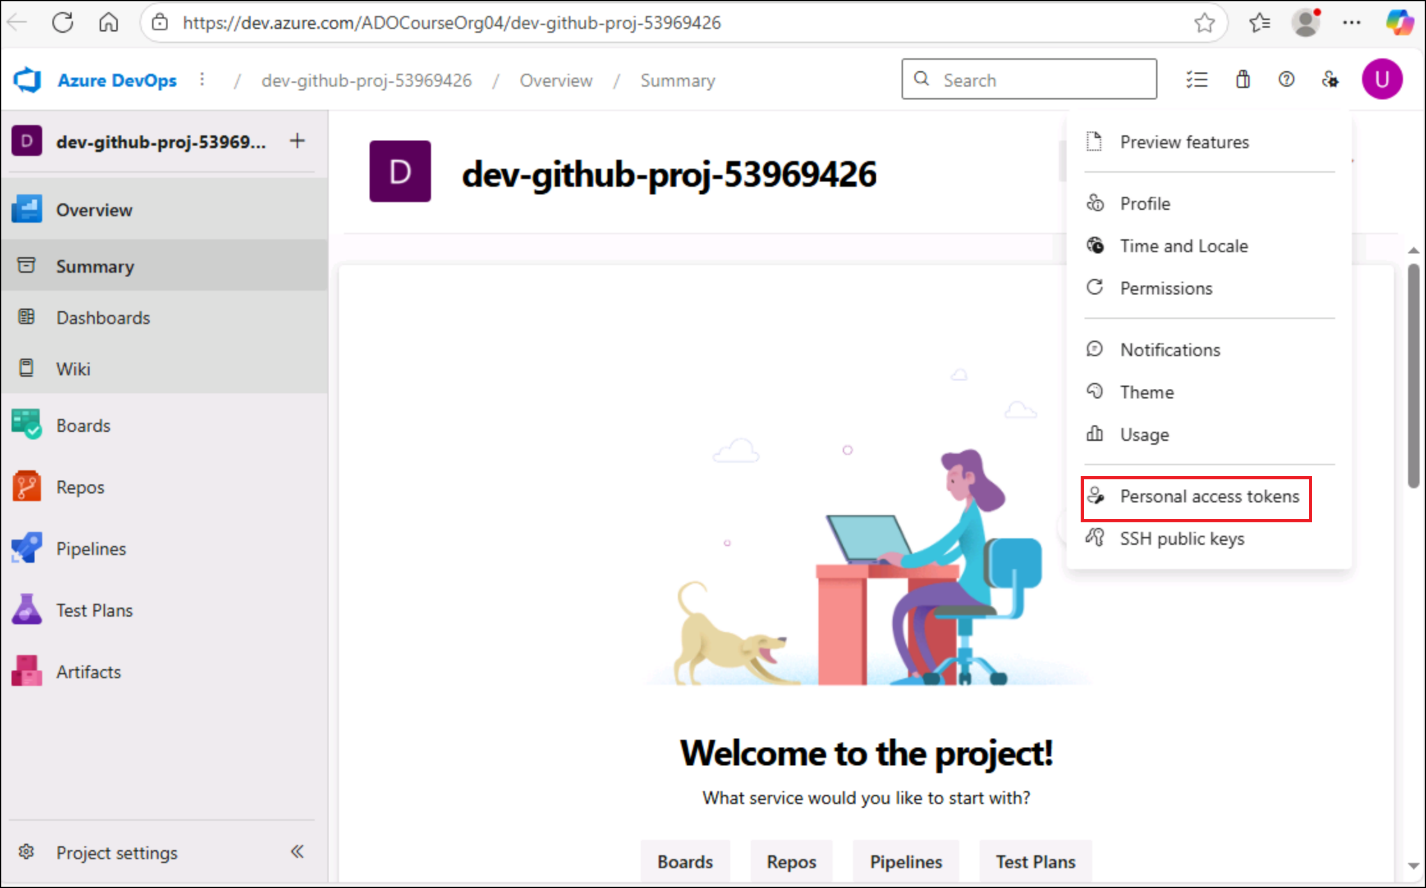 https://dev.azure.com/ADOCourseOrg04/dev-github-proj-53969426
Azure DevOps / dev-github-proj-53969426 / Overview / Summary
Search
U
D dev-github-proj-53969... +
Overview
Summary
Dashboards
Wiki
Boards
Repos
Pipelines
Test Plans
Artifacts
Project settings
D dev-github-proj-53969426
Preview features
Profile
Time and Locale
Permissions
Notifications
Theme
Usage
Personal access tokens
SSH public keys
Welcome to the project!
What service would you like to start with?
Boards Repos Pipelines Test Plans